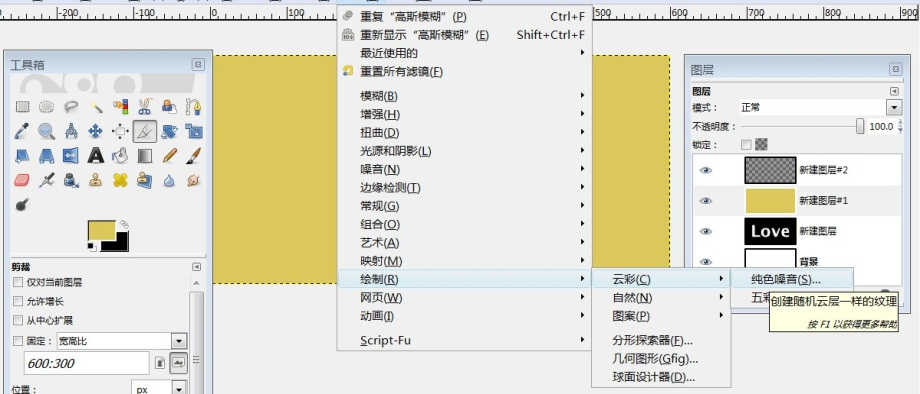 -200
-100
0
100
500
600
700
800
900
重复“高斯模糊”(P) Ctrl+F
重新显示“高斯模糊”(E) Shift+Ctrl+F
最近使用的
重置所有滤镜(F)
模糊(B)
增强(H)
扭曲(D)
光源和阴影(L)
噪音(N)
边缘检测(T)
常规(G)
组合(O)
艺术(A)
映射(M)
绘制(R)
网页(W)
动画(I)
Script-Fu
云彩(C)
自然(N)
图案(P)
分形探索器(F)...
几何图形(Gfig)...
球面设计器(D)...
纯色噪音(S)...
创建随机云层一样的纹理
按 F1 以获得更多帮助
工具箱
剪裁
仅对当前图层
允许增长
从中心扩展
固定: 宽高比
600:300
位置: px
图层
图层
模式: 正常
不透明度: 100.0
锁定:
新建图层#2
新建图层#1
Love 新建图层
背景